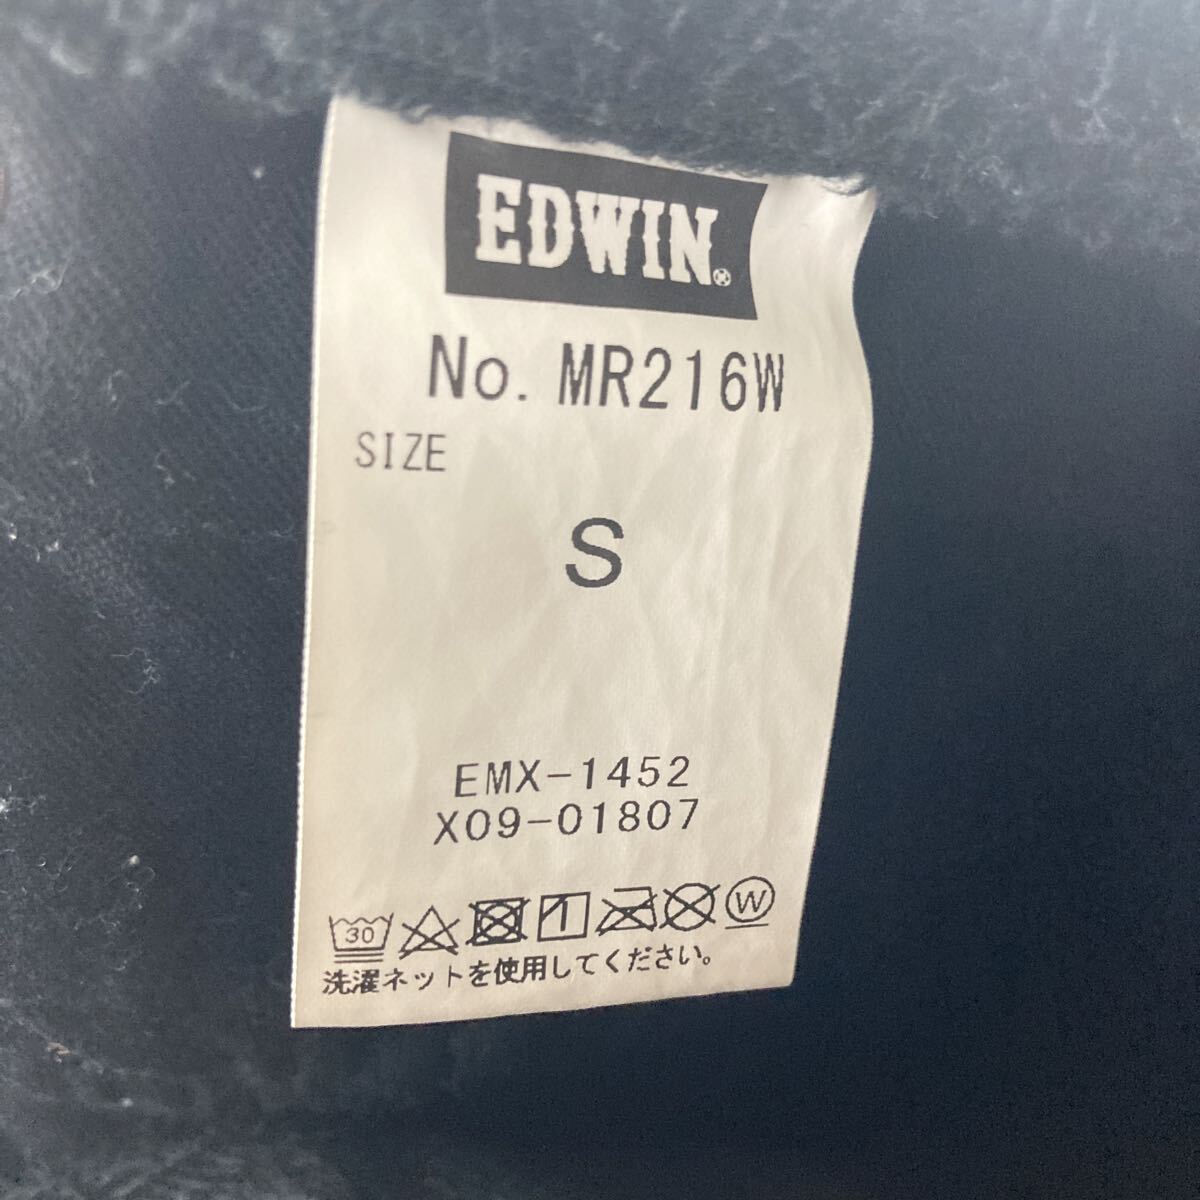 EDWIN®
No. MR216W
SIZE
S
EMX-1452
X09-01807
30 1 W
洗濯ネットを使用してください。